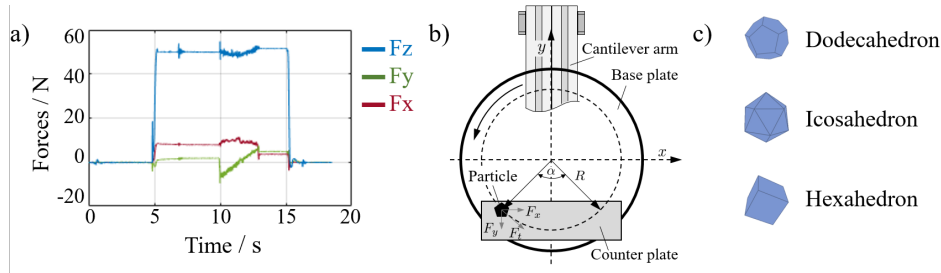 a)
60
40
20
0
-20
Forces / N
0
5
10
15
20
Time / s
Fz
Fy
Fx
b)
y
Cantilever arm
Base plate
x
Particle
α
R
Fx
Fy
Ft
Counter plate
c)
Dodecahedron
Icosahedron
Hexahedron